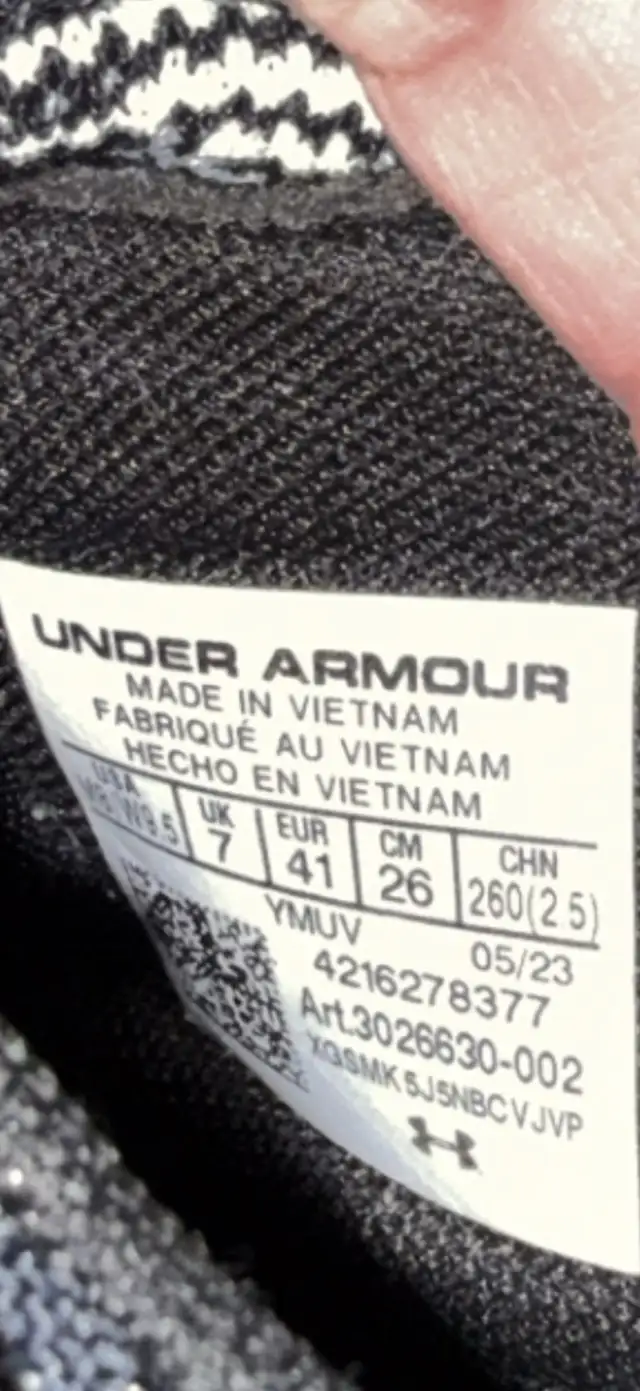 UNDER ARMOUR
MADE IN VIETNAM
FABRIQUÉ AU VIETNAM
HECHO EN VIETNAM
USA UK EUR CM CHN
7 41 26 260(2.5)
YMUV 05/23
4216278377
Art.3026630-002